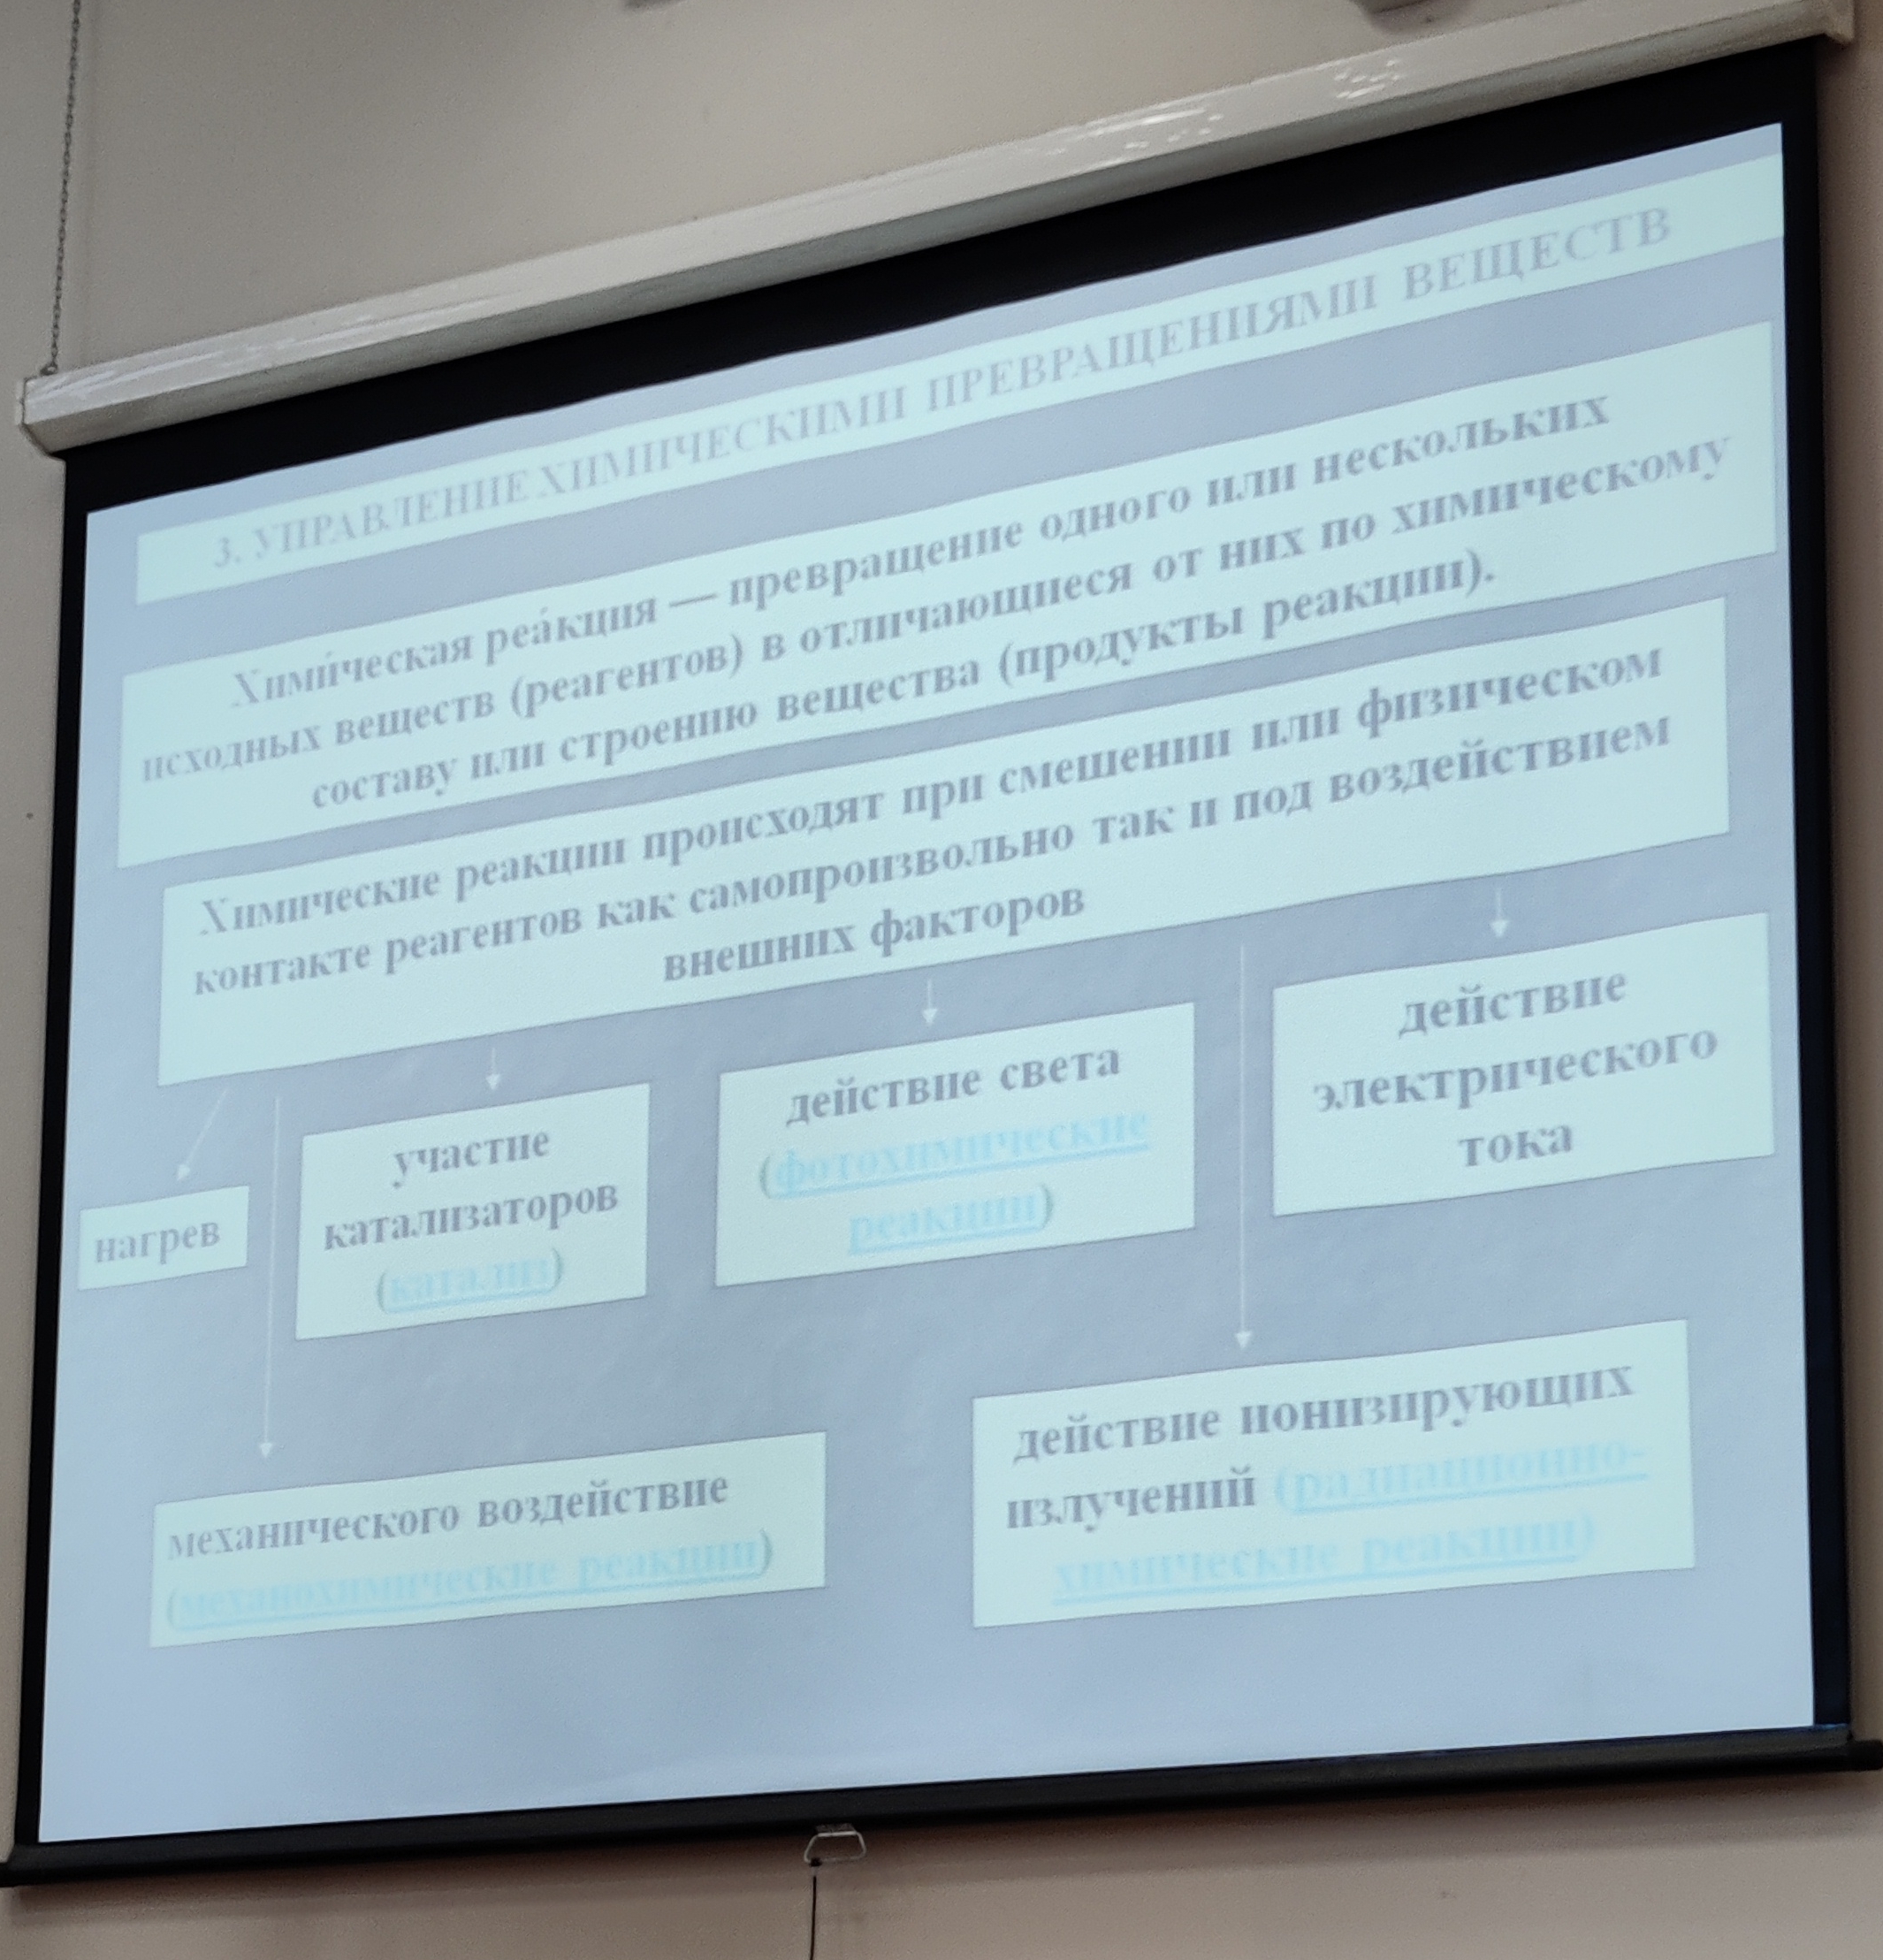 3. УПРАВЛЕНИЕ ХИМИЧЕСКИМИ ПРЕВРАЩЕНИЯМИ ВЕЩЕСТВ
Хими́ческая реа́кция — превращение одного или нескольких
исходных веществ (реагентов) в отличающиеся от них по химическому
составу или строению вещества (продукты реакции).
Химические реакции происходят при смешении или физическом
контакте реагентов как самопроизвольно так и под воздействием
внешних факторов
нагрев
участие
катализаторов
(катализ)
действие света
(фотохимические
реакции)
действие
электрического
тока
механического воздействие
(механохимические реакции)
действие ионизирующих
излучений (радиационно-
химические реакции)